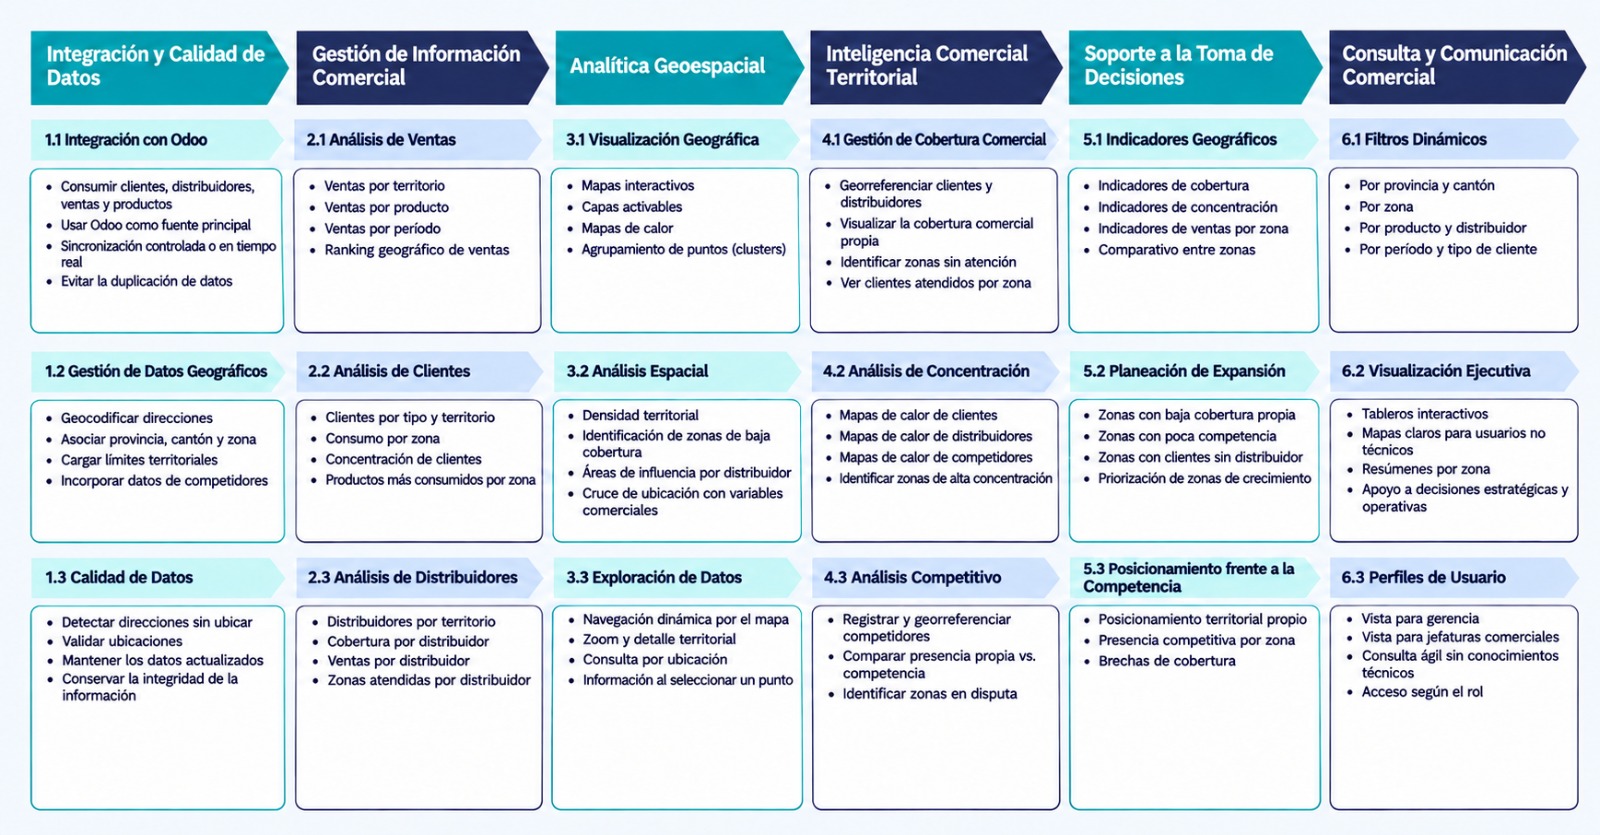 Integración y Calidad de
Datos
Gestión de Información
Comercial
Analítica Geoespacial
Inteligencia Comercial
Territorial
Soporte a la Toma de
Decisiones
Consulta y Comunicación
Comercial
1.1 Integración con Odoo
2.1 Análisis de Ventas
3.1 Visualización Geográfica
4.1 Gestión de Cobertura Comercial
5.1 Indicadores Geográficos
6.1 Filtros Dinámicos
• Consumir clientes, distribuidores,
ventas y productos
• Usar Odoo como fuente principal
• Sincronización controlada o en tiempo
real
• Evitar la duplicación de datos
• Ventas por territorio
• Ventas por producto
• Ventas por período
• Ranking geográfico de ventas
• Mapas interactivos
• Capas activables
• Mapas de calor
• Agrupamiento de puntos (clusters)
• Georreferenciar clientes y
distribuidores
• Visualizar la cobertura comercial
propia
• Identificar zonas sin atención
• Ver clientes atendidos por zona
• Indicadores de cobertura
• Indicadores de concentración
• Indicadores de ventas por zona
• Comparativo entre zonas
• Por provincia y cantón
• Por zona
• Por producto y distribuidor
• Por período y tipo de cliente
1.2 Gestión de Datos Geográficos
2.2 Análisis de Clientes
3.2 Análisis Espacial
4.2 Análisis de Concentración
5.2 Planeación de Expansión
6.2 Visualización Ejecutiva
• Geocodificar direcciones
• Asociar provincia, cantón y zona
• Cargar límites territoriales
• Incorporar datos de competidores
• Clientes por tipo y territorio
• Consumo por zona
• Concentración de clientes
• Productos más consumidos por zona
• Densidad territorial
• Identificación de zonas de baja
cobertura
• Áreas de influencia por distribuidor
• Cruce de ubicación con variables
comerciales
• Mapas de calor de clientes
• Mapas de calor de distribuidores
• Mapas de calor de competidores
• Identificar zonas de alta concentración
• Zonas con baja cobertura propia
• Zonas con poca competencia
• Zonas con clientes sin distribuidor
• Priorización de zonas de crecimiento
• Tableros interactivos
• Mapas claros para usuarios no
técnicos
• Resúmenes por zona
• Apoyo a decisiones estratégicas y
operativas
1.3 Calidad de Datos
2.3 Análisis de Distribuidores
3.3 Exploración de Datos
4.3 Análisis Competitivo
5.3 Posicionamiento frente a la
Competencia
6.3 Perfiles de Usuario
• Detectar direcciones sin ubicar
• Validar ubicaciones
• Mantener los datos actualizados
• Conservar la integridad de la
información
• Distribuidores por territorio
• Cobertura por distribuidor
• Ventas por distribuidor
• Zonas atendidas por distribuidor
• Navegación dinámica por el mapa
• Zoom y detalle territorial
• Consulta por ubicación
• Información al seleccionar un punto
• Registrar y georreferenciar
competidores
• Comparar presencia propia vs.
competencia
• Identificar zonas en disputa
• Posicionamiento territorial propio
• Presencia competitiva por zona
• Brechas de cobertura
• Vista para gerencia
• Vista para jefaturas comerciales
• Consulta ágil sin conocimientos
técnicos
• Acceso según el rol